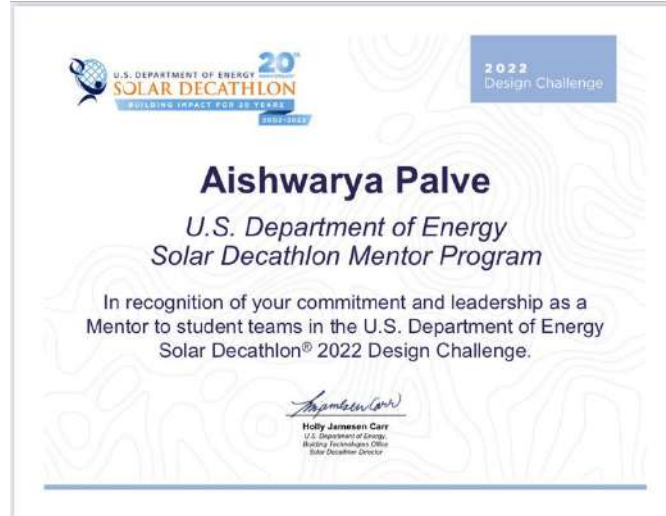 20TH
ANNIVERSARY
U.S. DEPARTMENT OF ENERGY
SOLAR DECATHLON
BUILDING IMPACT FOR 20 YEARS
2002-2022
2022
Design Challenge
Aishwarya Palve
U.S. Department of Energy
Solar Decathlon Mentor Program
In recognition of your commitment and leadership as a
Mentor to student teams in the U.S. Department of Energy
Solar Decathlon® 2022 Design Challenge.
Holly Jamesen Carr
U.S. Department of Energy,
Building Technologies Office
Solar Decathlon Director